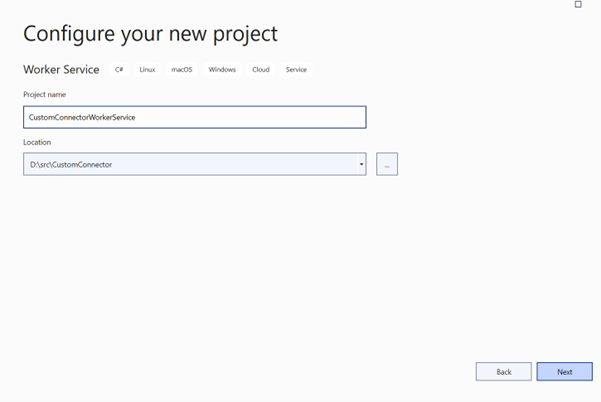 Configure your new project
Worker Service C# Linux macOS Windows Cloud Service
Project name
CustomConnectorWorkerService
Location
D:\src\CustomConnector
...
Back Next